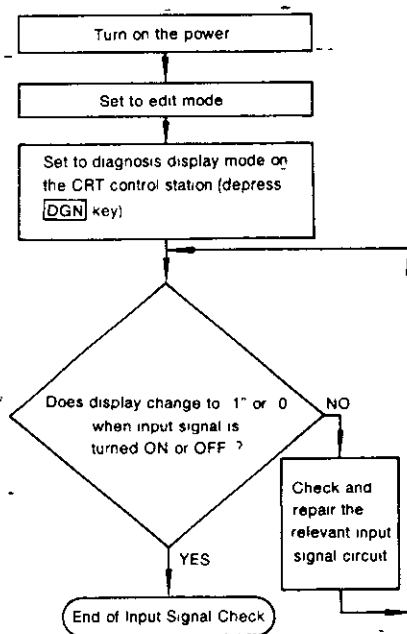 Turn on the power
Set to edit mode
Set to diagnosis display mode on
the CRT control station (depress
DGN key)
Does display change to 1" or 0
when input signal is
turned ON or OFF ?
NO
Check and
repair the
relevant input
signal circuit
YES
End of Input Signal Check